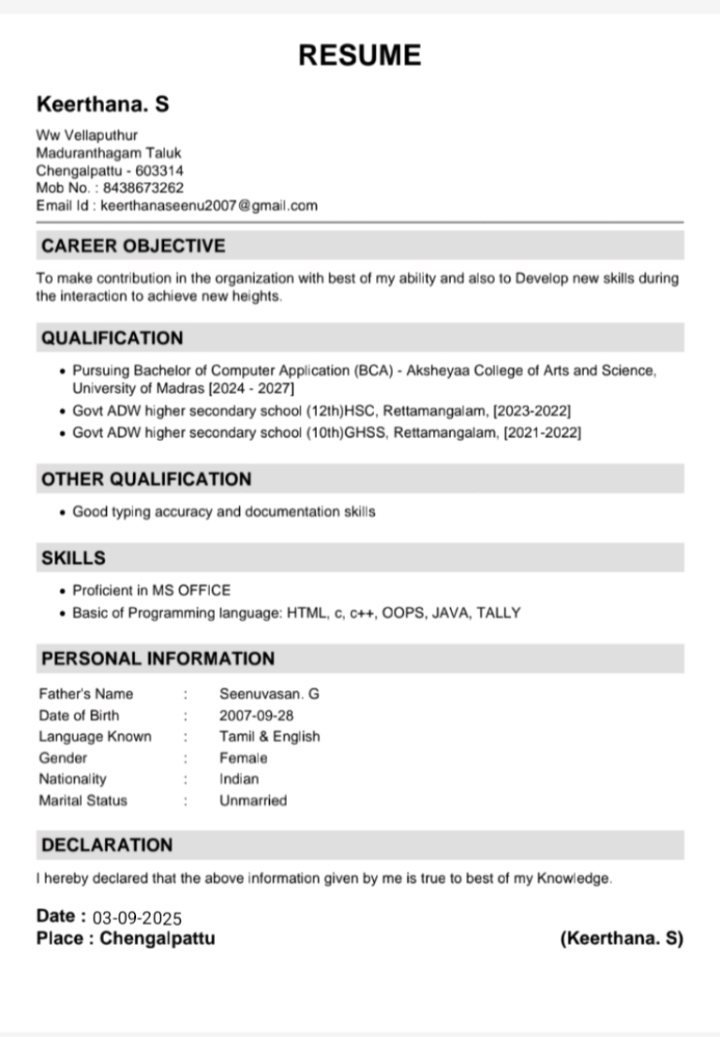 RESUME
Keerthana. S
Ww Vellaputhur
Maduranthagam Taluk
Chengalpattu - 603314
Mob No. : 8438673262
Email Id : keerthanaseenu2007@gmail.com
CAREER OBJECTIVE
To make contribution in the organization with best of my ability and also to Develop new skills during
the interaction to achieve new heights.
QUALIFICATION
• Pursuing Bachelor of Computer Application (BCA) - Aksheyaa College of Arts and Science,
University of Madras [2024 - 2027]
• Govt ADW higher secondary school (12th)HSC, Rettamangalam, [2023-2022]
• Govt ADW higher secondary school (10th)GHSS, Rettamangalam, [2021-2022]
OTHER QUALIFICATION
• Good typing accuracy and documentation skills
SKILLS
• Proficient in MS OFFICE
• Basic of Programming language: HTML, c, c++, OOPS, JAVA, TALLY
PERSONAL INFORMATION
Father's Name : Seenuvasan. G
Date of Birth : 2007-09-28
Language Known : Tamil & English
Gender : Female
Nationality : Indian
Marital Status : Unmarried
DECLARATION
I hereby declared that the above information given by me is true to best of my Knowledge.
Date : 03-09-2025
Place : Chengalpattu (Keerthana. S)